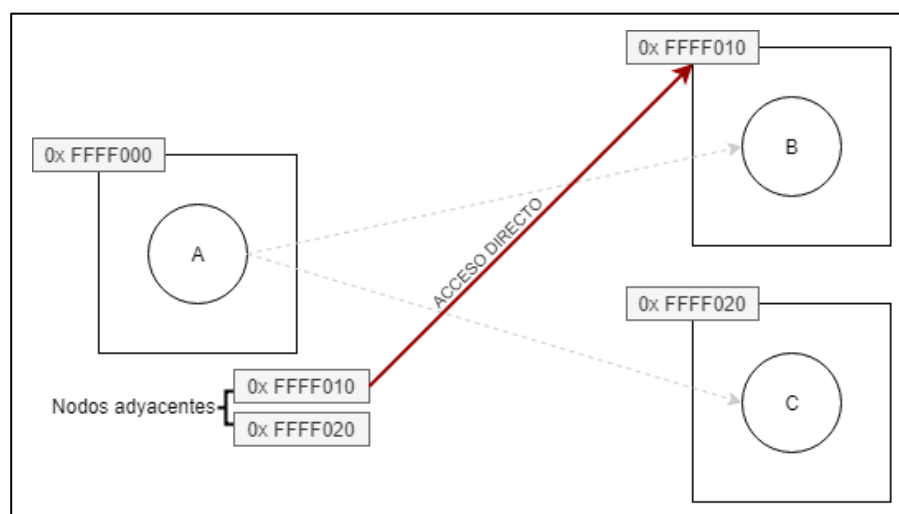 0x FFFF010
B
0x FFFF000
A
ACCESO DIRECTO
0x FFFF020
C
Nodos adyacentes
0x FFFF010
0x FFFF020